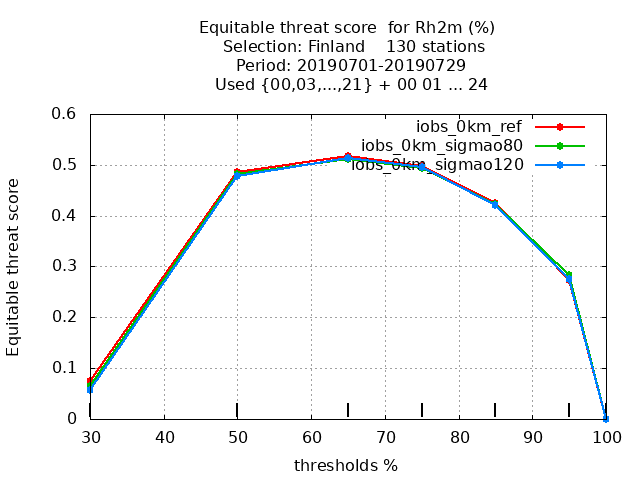 Equitable threat score  for Rh2m (%)
Selection: Finland    130 stations
Period: 20190701-20190729
Used {00,03,...,21} + 00 01 ... 24
iobs_0km_ref
iobs_0km_sigmao80
iobs_0km_sigmao120
Equitable threat score
0.6
0.5
0.4
0.3
0.2
0.1
0
30 40 50 60 70 80 90 100
thresholds %